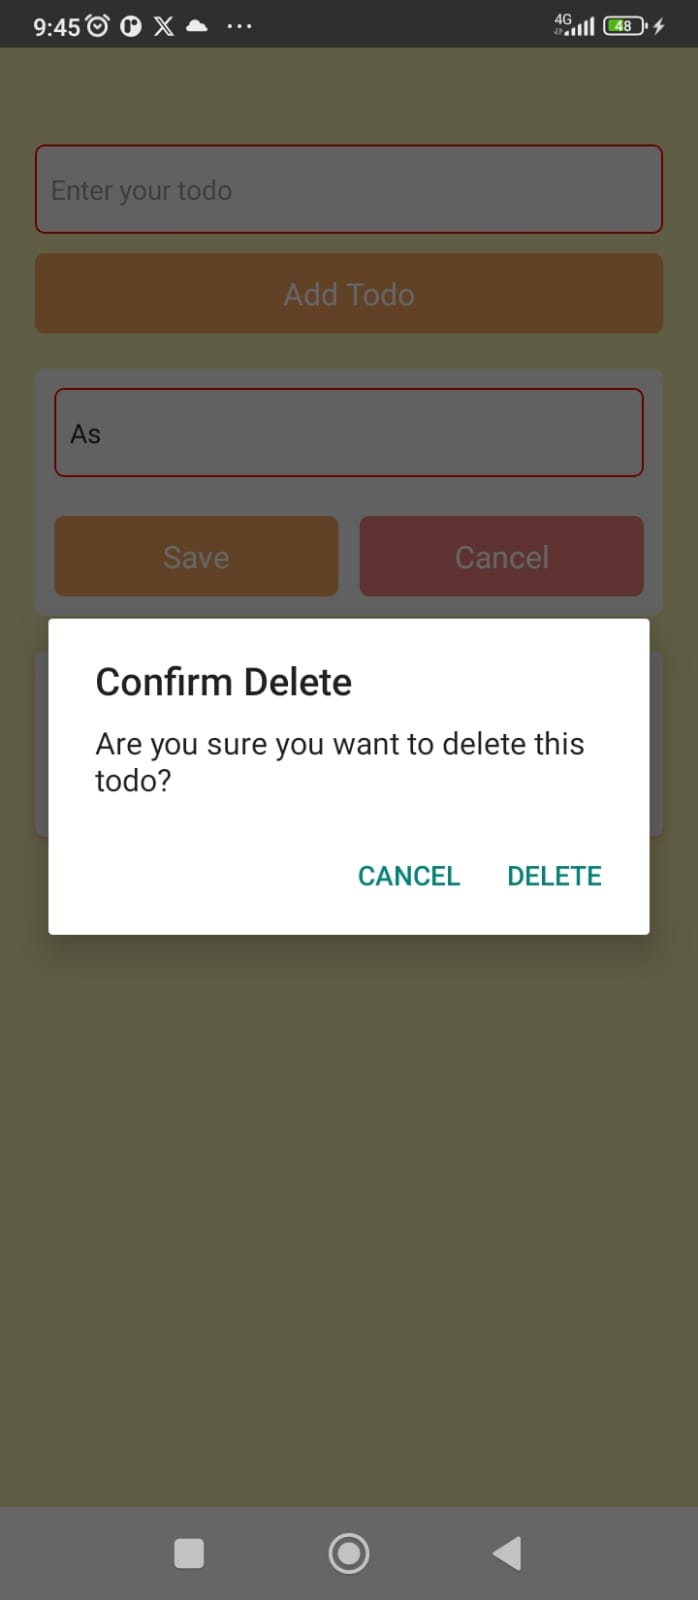 9:45
4G
48
Enter your todo
Add Todo
As
Save
Cancel
Confirm Delete
Are you sure you want to delete this
todo?
CANCEL
DELETE